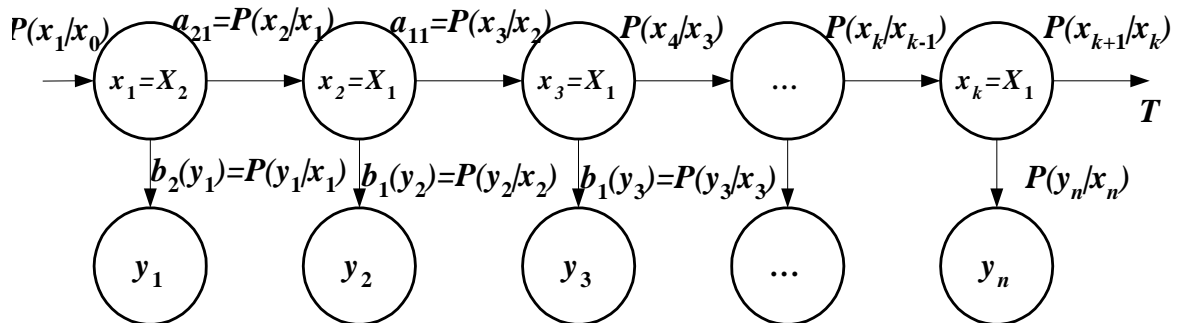 P(x₁/x₀) a₂₁=P(x₂/x₁) a₁₁=P(x₃/x₂) P(x₄/x₃) P(xₖ/xₖ₋₁) P(xₖ₊₁/xₖ)
x₁=X₂ x₂=X₁ x₃=X₁ ... xₖ=X₁
T
b₂(y₁)=P(y₁/x₁) b₁(y₂)=P(y₂/x₂) b₁(y₃)=P(y₃/x₃) P(yₙ/xₙ)
y₁ y₂ y₃ ... yₙ